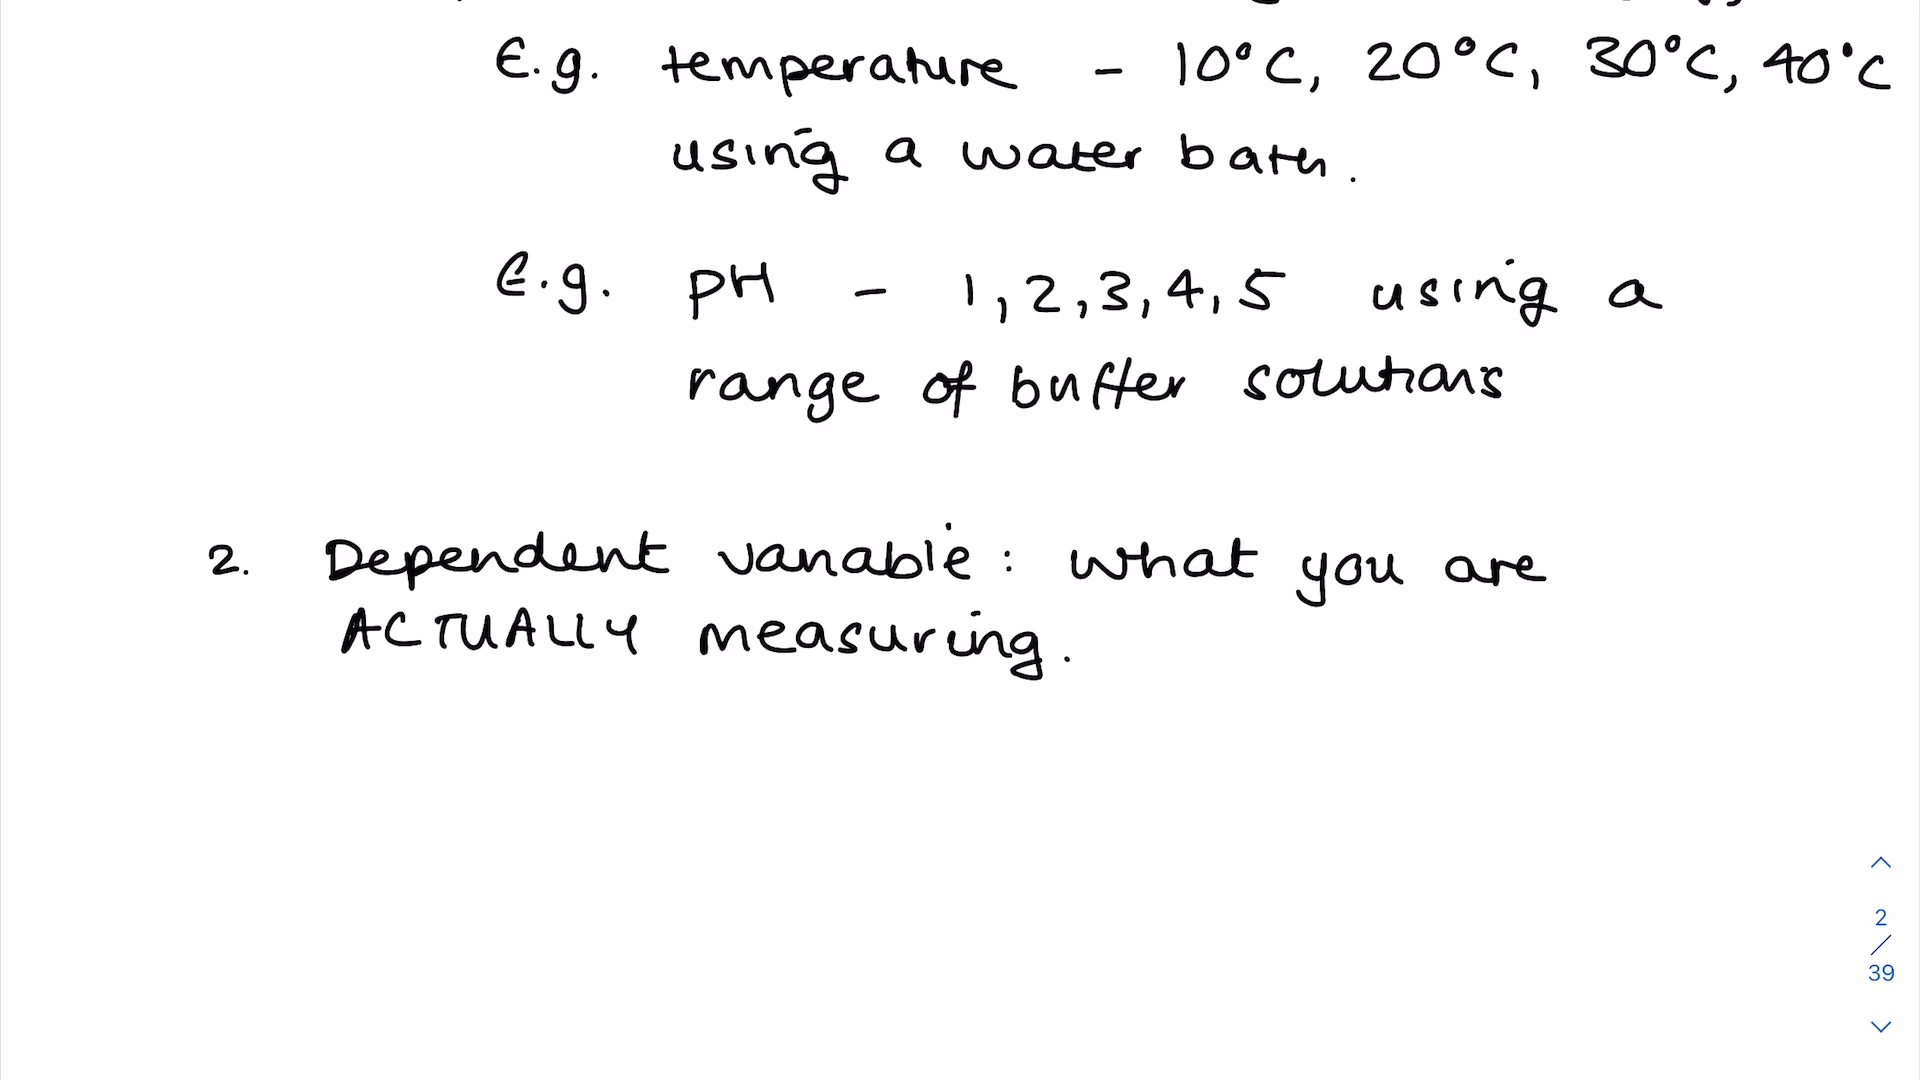 E.g. temperature - 10°C, 20°C, 30°C, 40°C
using a water bath.
E.g. pH - 1, 2, 3, 4, 5 using a
range of buffer solutions
2. Dependent variable: what you are
ACTUALLY measuring.
2
/
39